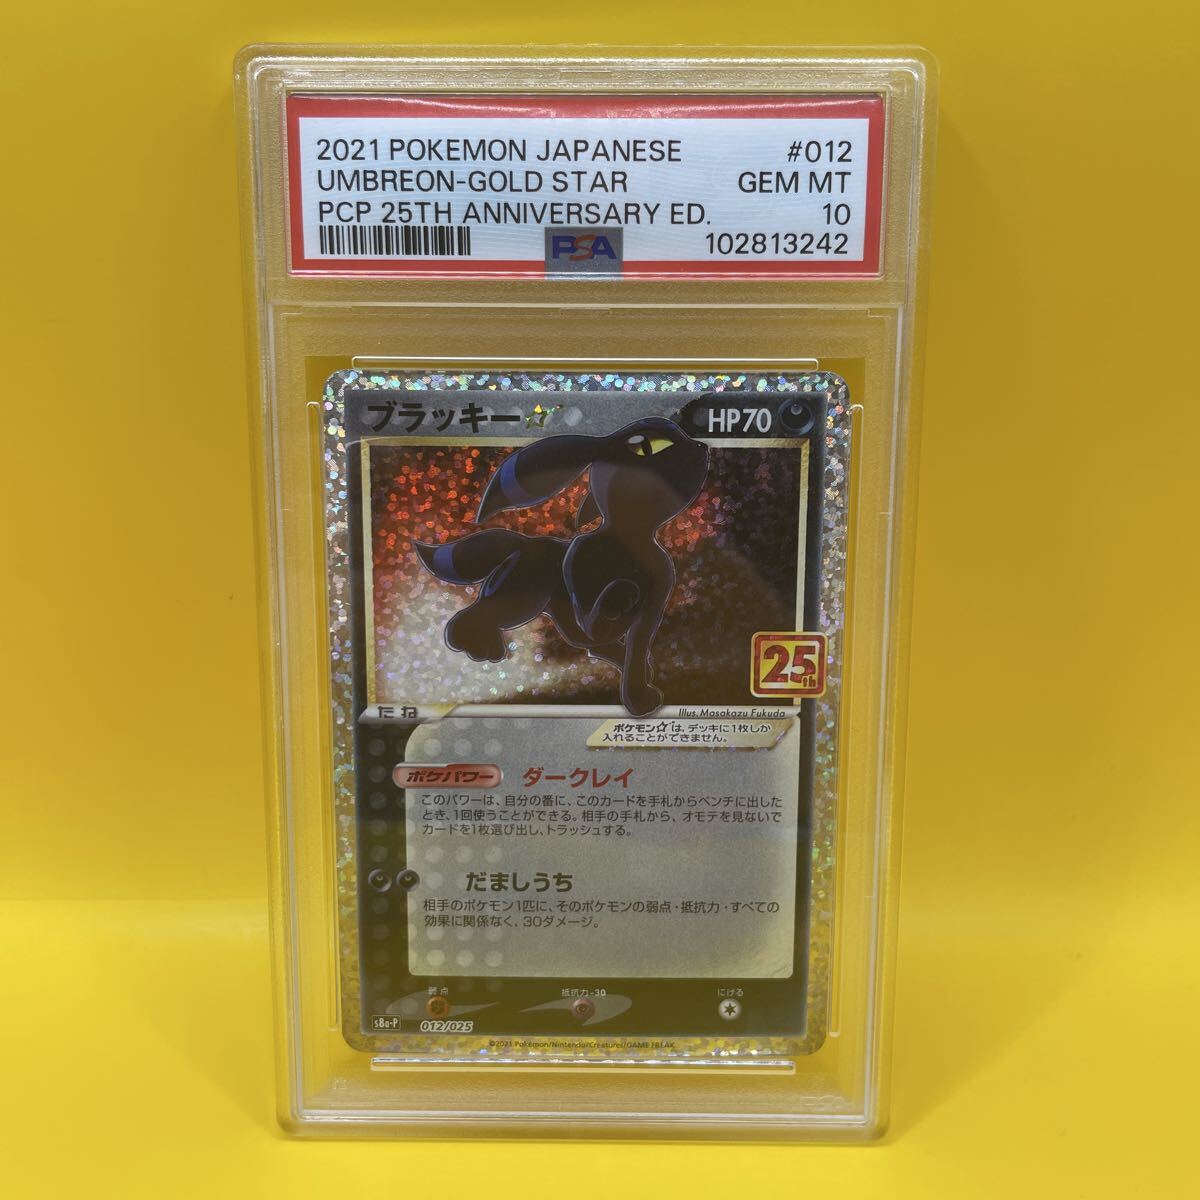 2021 POKEMON JAPANESE #012
UMBREON-GOLD STAR GEM MT
PCP 25TH ANNIVERSARY ED. 10
PSA 102813242
ブラッキー☆ HP70
25th
たね
Illus. Masakazu Fukuda
ポケモン☆は、デッキに1枚しか
入れることができません。
ポケパワー ダークレイ
このパワーは、自分の番に、このカードを手札からベンチに出した
とき、1回使うことができる。相手の手札から、オモテを見ないで
カードを1枚選び出し、トラッシュする。
だましうち
相手のポケモン1匹に、そのポケモンの弱点・抵抗力・すべての
効果に関係なく、30ダメージ。
弱点 抵抗力 -30 にげる
s8a-P 012/025
©2021 Pokémon/Nintendo/Creatures/GAME FREAK.